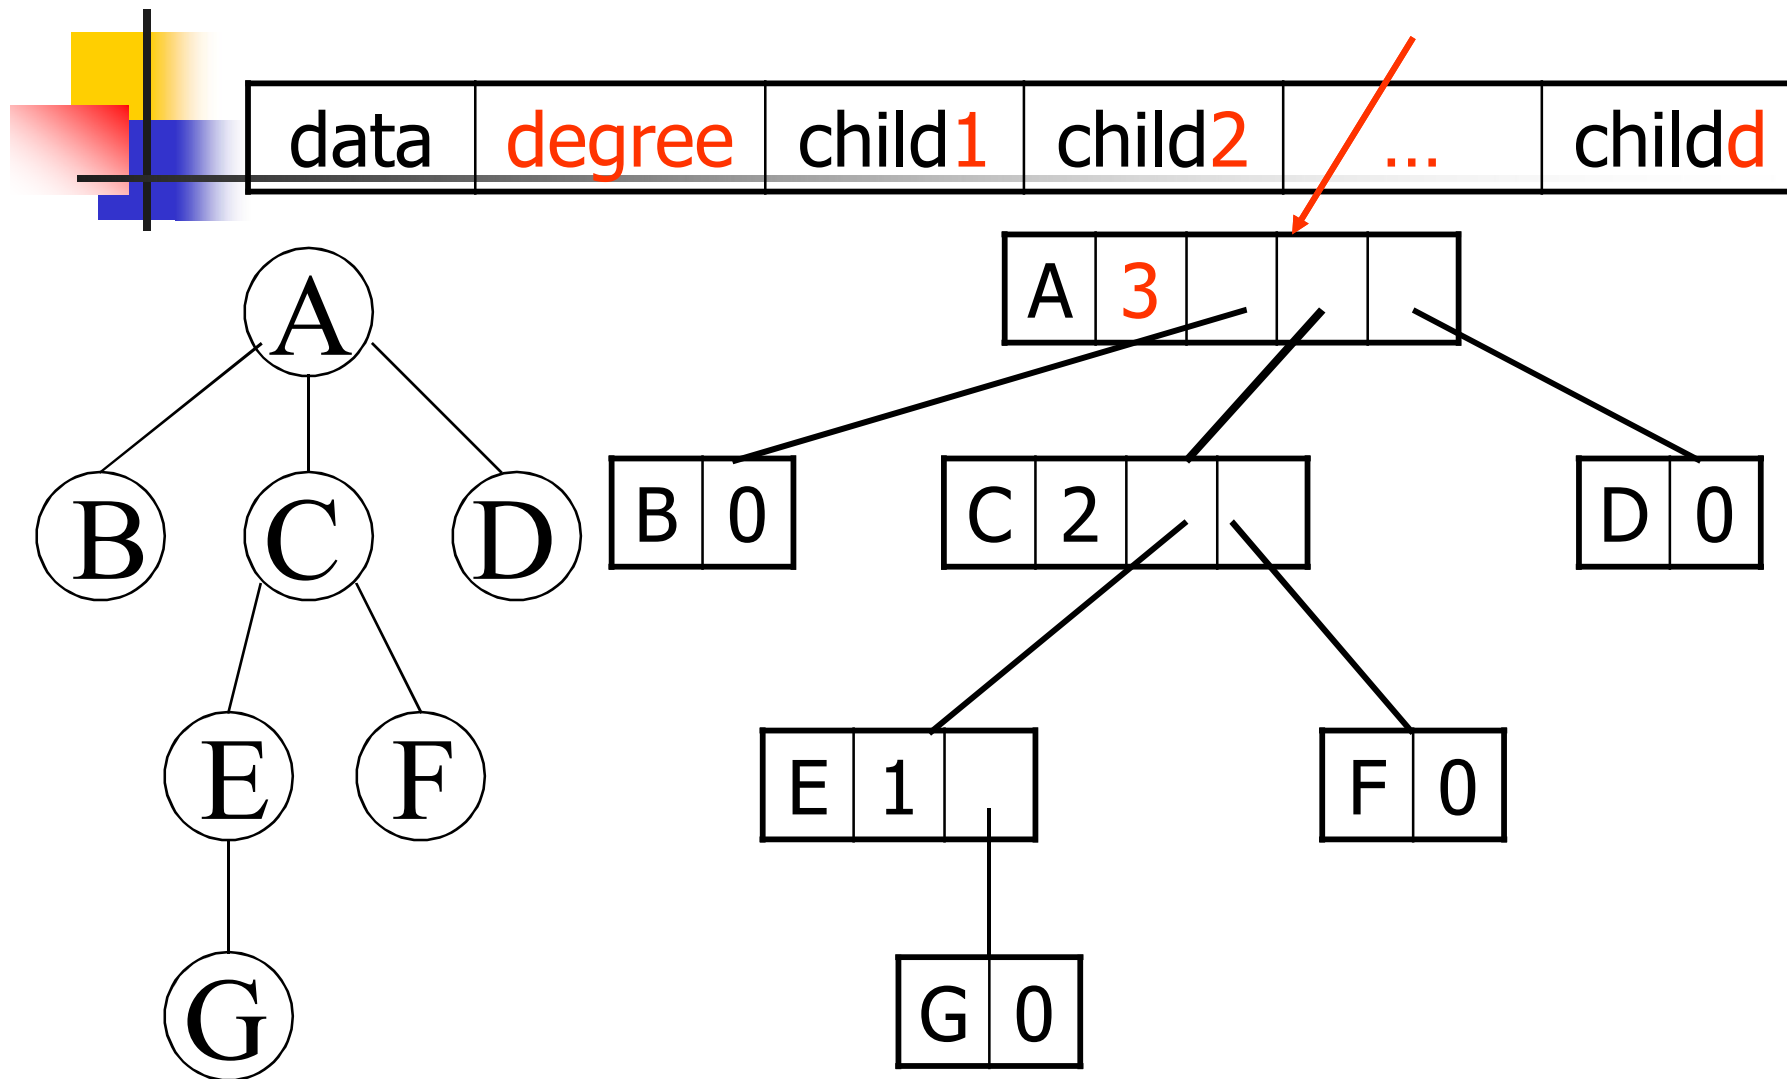 data degree child1 child2 ... childd
A 3
A
B C D
B 0 C 2 D 0
E F
E 1 F 0
G
G 0